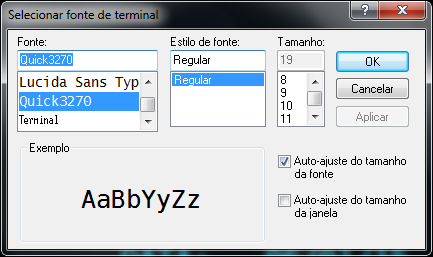 Selecionar fonte de terminal
Fonte: Estilo de fonte: Tamanho:
Quick3270 Regular 19 OK
Lucida Sans Typ Regular 8
Quick3270 9 Cancelar
Terminal 10
11 Aplicar
Exemplo
AaBbYyZz
Auto-ajuste do tamanho
da fonte
Auto-ajuste do tamanho
da janela